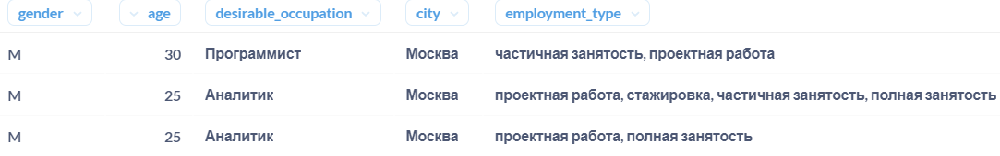 gender age desirable_occupation city employment_type
M 30 Программист Москва частичная занятость, проектная работа
M 25 Аналитик Москва проектная работа, стажировка, частичная занятость, полная занятость
M 25 Аналитик Москва проектная работа, полная занятость